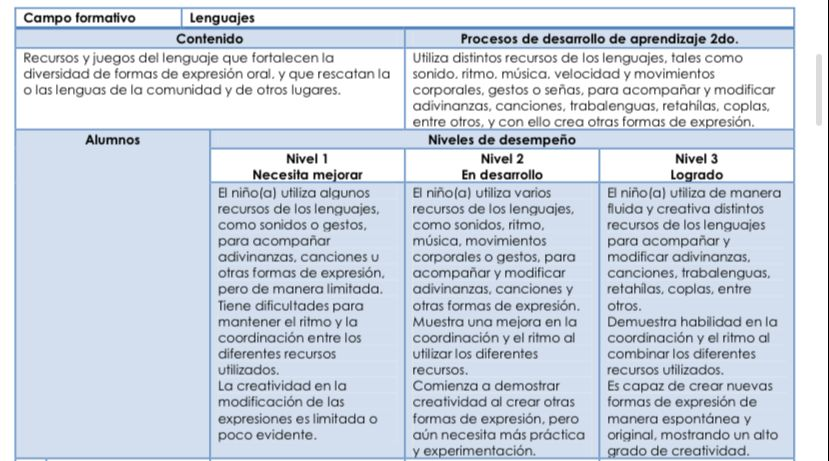 Campo formativo
Lenguajes
Contenido
Procesos de desarrollo de aprendizaje 2do.
Recursos y juegos del lenguaje que fortalecen la
diversidad de formas de expresión oral, y que rescatan la
o las lenguas de la comunidad y de otros lugares.
Utiliza distintos recursos de los lenguajes, tales como
sonido, ritmo, música, velocidad y movimientos
corporales, gestos o señas, para acompañar y modificar
adivinanzas, canciones, trabalenguas, retahílas, coplas,
entre otros, y con ello crea otras formas de expresión.
Alumnos
Niveles de desempeño
Nivel 1
Necesita mejorar
Nivel 2
En desarrollo
Nivel 3
Logrado
El niño(a) utiliza algunos
recursos de los lenguajes,
como sonidos o gestos,
para acompañar
adivinanzas, canciones u
otras formas de expresión,
pero de manera limitada.
Tiene dificultades para
mantener el ritmo y la
coordinación entre los
diferentes recursos
utilizados.
La creatividad en la
modificación de las
expresiones es limitada o
poco evidente.
El niño(a) utiliza varios
recursos de los lenguajes,
como sonidos, ritmo,
música, movimientos
corporales o gestos, para
acompañar y modificar
adivinanzas, canciones y
otras formas de expresión.
Muestra una mejora en la
coordinación y el ritmo al
utilizar los diferentes
recursos.
Comienza a demostrar
creatividad al crear otras
formas de expresión, pero
aún necesita más práctica
y experimentación.
El niño(a) utiliza de manera
fluida y creativa distintos
recursos de los lenguajes
para acompañar y
modificar adivinanzas,
canciones, trabalenguas,
retahílas, coplas, entre
otros.
Demuestra habilidad en la
coordinación y el ritmo al
combinar los diferentes
recursos utilizados.
Es capaz de crear nuevas
formas de expresión de
manera espontánea y
original, mostrando un alto
grado de creatividad.